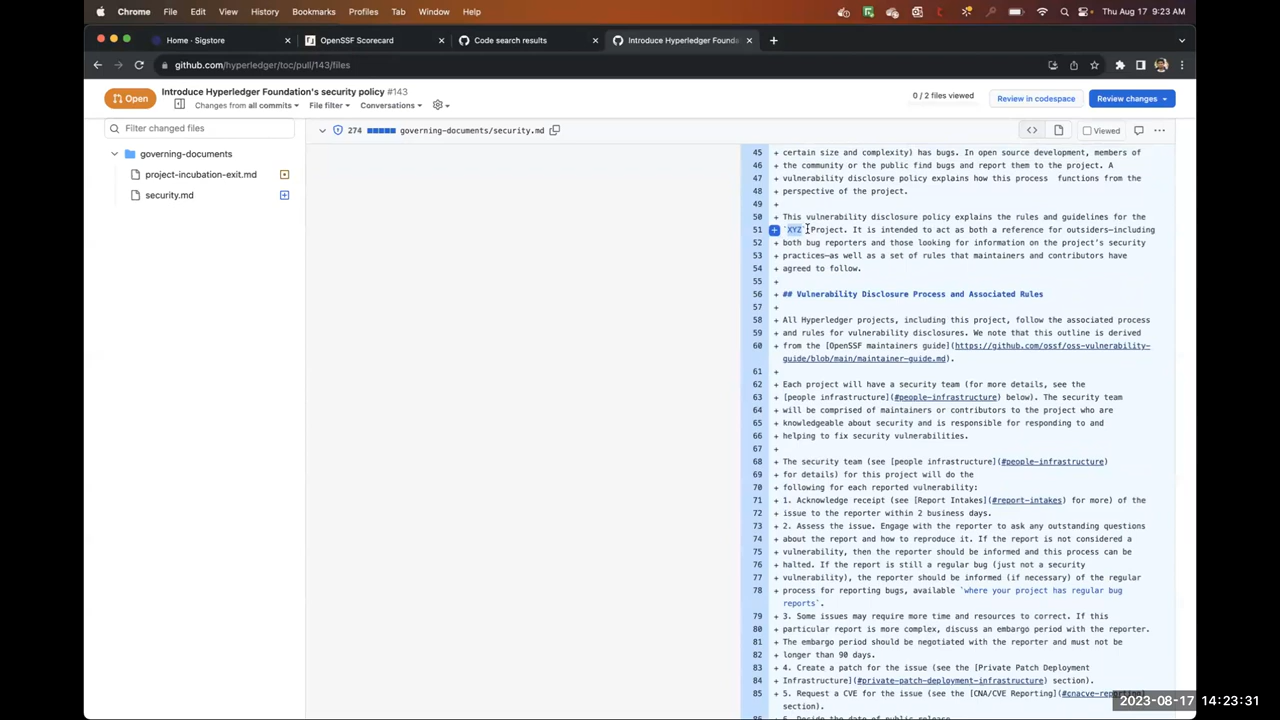 Chrome File Edit View History Bookmarks Profiles Tab Window Help Thu Aug 17 9:23 AM
Home · Sigstore OpenSSF Scorecard Code search results Introduce Hyperledger Founda
github.com/hyperledger/toc/pull/143/files
Open Introduce Hyperledger Foundation's security policy #143
Changes from all commits File filter Conversations
0 / 2 files viewed Review in codespace Review changes
Filter changed files
274 governing-documents/security.md Viewed
governing-documents
project-incubation-exit.md
security.md
45 + certain size and complexity) has bugs. In open source development, members of
46 + the community or the public find bugs and report them to the project. A
47 + vulnerability disclosure policy explains how this process functions from the
48 + perspective of the project.
49 +
50 + This vulnerability disclosure policy explains the rules and guidelines for the
51 + `XYZ` Project. It is intended to act as both a reference for outsiders—including
52 + both bug reporters and those looking for information on the project's security
53 + practices—as well as a set of rules that maintainers and contributors have
54 + agreed to follow.
55 +
56 + ## Vulnerability Disclosure Process and Associated Rules
57 +
58 + All Hyperledger projects, including this project, follow the associated process
59 + and rules for vulnerability disclosures. We note that this outline is derived
60 + from the [OpenSSF maintainers guide](https://github.com/ossf/oss-vulnerability-
guide/blob/main/maintainer-guide.md).
61 +
62 + Each project will have a security team (for more details, see the
63 + [people infrastructure](#people-infrastructure) below). The security team
64 + will be comprised of maintainers or contributors to the project who are
65 + knowledgeable about security and is responsible for responding to and
66 + helping to fix security vulnerabilities.
67 +
68 + The security team (see [people infrastructure](#people-infrastructure)
69 + for details) for this project will do the
70 + following for each reported vulnerability:
71 + 1. Acknowledge receipt (see [Report Intakes](#report-intakes) for more) of the
72 + issue to the reporter within 2 business days.
73 + 2. Assess the issue. Engage with the reporter to ask any outstanding questions
74 + about the report and how to reproduce it. If the report is not considered a
75 + vulnerability, then the reporter should be informed and this process can be
76 + halted. If the report is still a regular bug (just not a security
77 + vulnerability), the reporter should be informed (if necessary) of the regular
78 + process for reporting bugs, available `where your project has regular bug
reports`.
79 + 3. Some issues may require more time and resources to correct. If this
80 + particular report is more complex, discuss an embargo period with the reporter.
81 + The embargo period should be negotiated with the reporter and must not be
82 + longer than 90 days.
83 + 4. Create a patch for the issue (see the [Private Patch Deployment
84 + Infrastructure](#private-patch-deployment-infrastructure) section).
85 + 5. Request a CVE for the issue (see the [CNA/CVE Reporting](#cnacve-reporting)
section).
86 + 6. Decide the date of public release.
2023-08-17 14:23:31